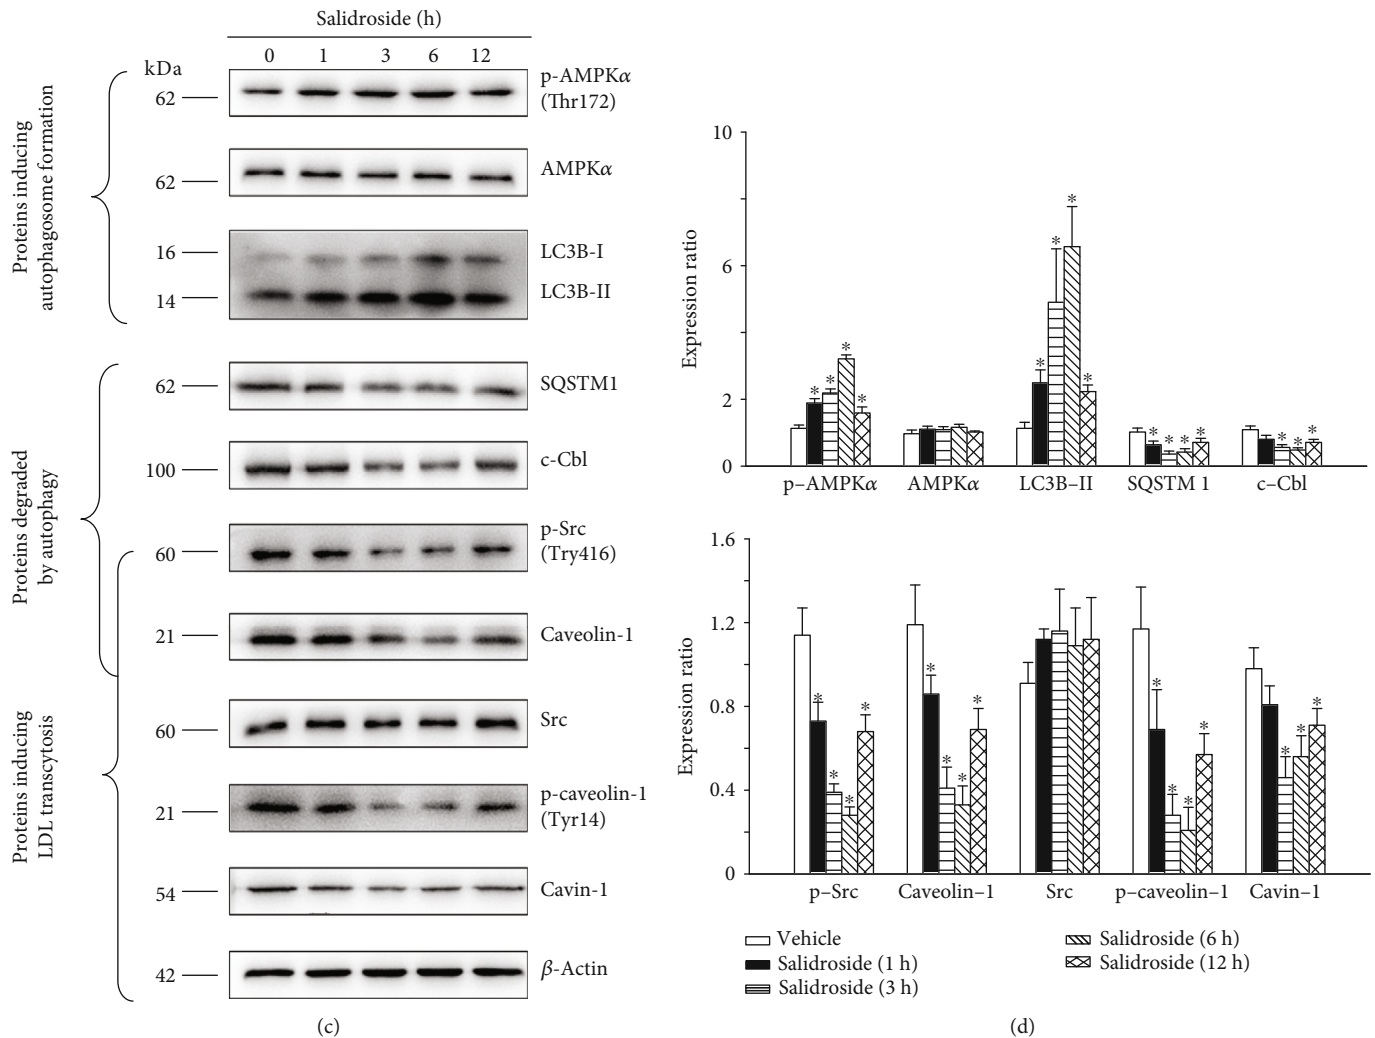 Salidroside (h)
0 1 3 6 12
kDa
Proteins inducing
autophagosome formation
62
p-AMPKα
(Thr172)
62
AMPKα
16
LC3B-I
14
LC3B-II
Proteins degraded
by autophagy
62
SQSTM1
100
c-Cbl
60
p-Src
(Try416)
21
Caveolin-1
Proteins inducing
LDL transcytosis
60
Src
21
p-caveolin-1
(Tyr14)
54
Cavin-1
42
β-Actin
(c)
Expression ratio
10
6
2
0
* * * *
* * * *
* * * *
* * *
p–AMPKα AMPKα LC3B–II SQSTM 1 c–Cbl
Expression ratio
1.6
1.2
0.8
0.4
0
* * * *
* * * *
* * * *
* * *
p–Src Caveolin–1 Src p–caveolin–1 Cavin–1
Vehicle
Salidroside (1 h)
Salidroside (3 h)
Salidroside (6 h)
Salidroside (12 h)
(d)